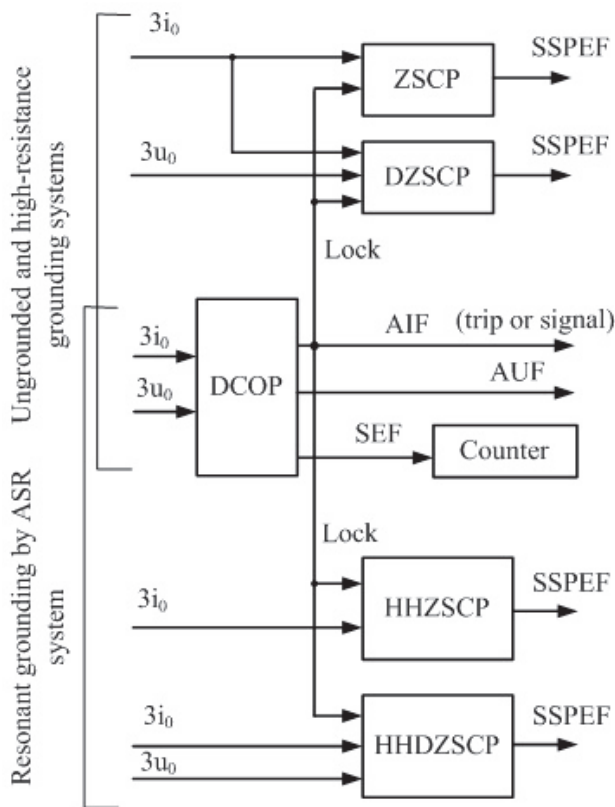 Ungrounded and high-resistance
grounding systems
3i₀
ZSCP
SSPEF
3u₀
DZSCP
SSPEF
Lock
3i₀
3u₀
DCOP
AIF (trip or signal)
AUF
SEF
Counter
Resonant grounding by ASR
system
Lock
3i₀
HHZSCP
SSPEF
3i₀
3u₀
HHDZSCP
SSPEF